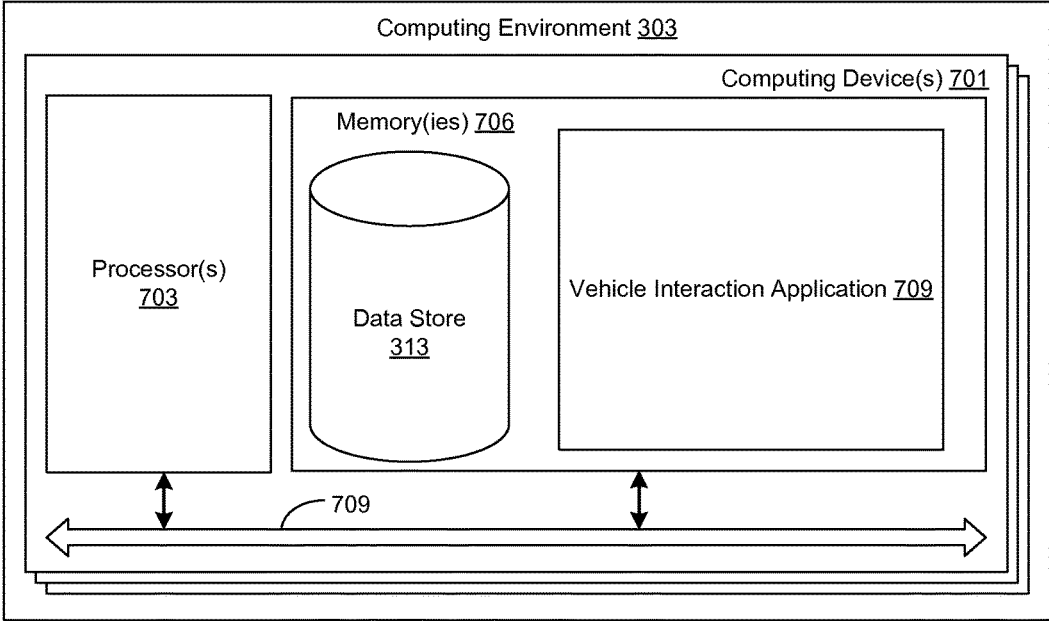 Computing Environment 303
Computing Device(s) 701
Memory(ies) 706
Processor(s)
703
Data Store
313
Vehicle Interaction Application 709
709